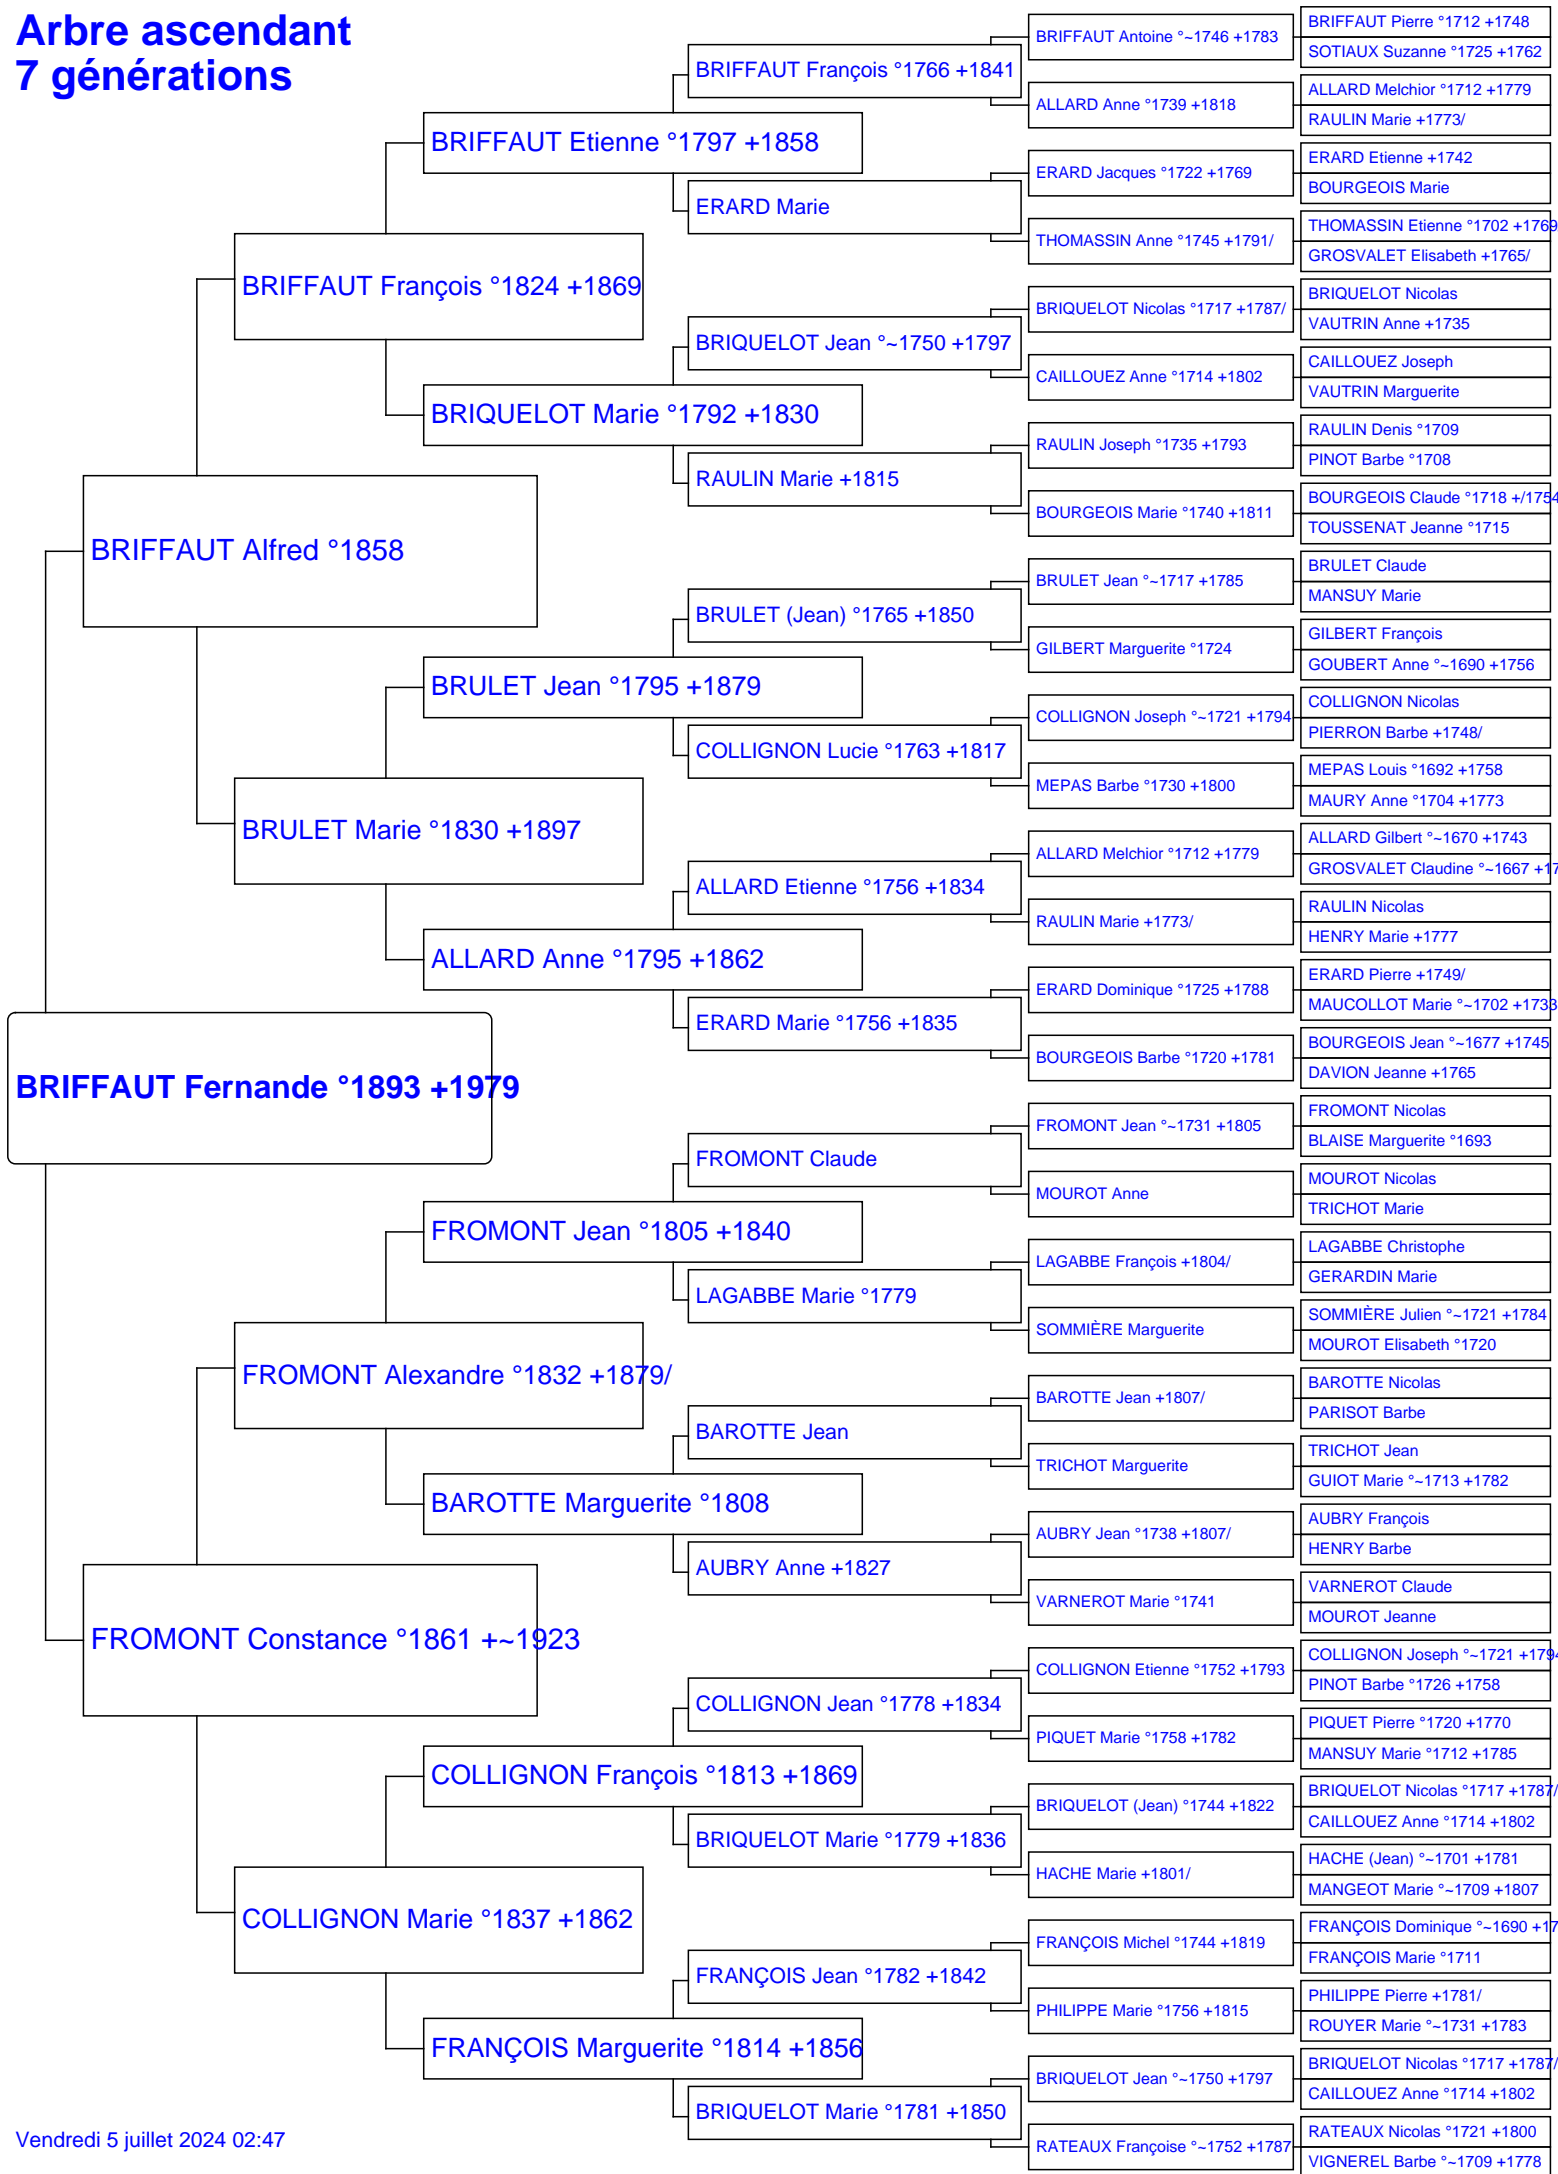 Arbre ascendant
7 générations
BRIFFAUT Fernande °1893 +1979
BRIFFAUT Alfred °1858
FROMONT Constance °1861 +~1923
BRIFFAUT François °1824 +1869
BRULET Marie °1830 +1897
FROMONT Alexandre °1832 +1879/
COLLIGNON Marie °1837 +1862
BRIFFAUT Etienne °1797 +1858
BRIQUELOT Marie °1792 +1830
BRULET Jean °1795 +1879
ALLARD Anne °1795 +1862
FROMONT Jean °1805 +1840
BAROTTE Marguerite °1808
COLLIGNON François °1813 +1869
FRANÇOIS Marguerite °1814 +1856
BRIFFAUT François °1766 +1841
ERARD Marie
BRIQUELOT Jean °~1750 +1797
RAULIN Marie +1815
BRULET (Jean) °1765 +1850
COLLIGNON Lucie °1763 +1817
ALLARD Etienne °1756 +1834
ERARD Marie °1756 +1835
FROMONT Claude
LAGABBE Marie °1779
BAROTTE Jean
AUBRY Anne +1827
COLLIGNON Jean °1778 +1834
BRIQUELOT Marie °1779 +1836
FRANÇOIS Jean °1782 +1842
BRIQUELOT Marie °1781 +1850
BRIFFAUT Antoine °~1746 +1783
ALLARD Anne °1739 +1818
ERARD Jacques °1722 +1769
THOMASSIN Anne °1745 +1791/
BRIQUELOT Nicolas °1717 +1787/
CAILLOUEZ Anne °1714 +1802
RAULIN Joseph °1735 +1793
BOURGEOIS Marie °1740 +1811
BRULET Jean °~1717 +1785
GILBERT Marguerite °1724
COLLIGNON Joseph °~1721 +1794
MEPAS Barbe °1730 +1800
ALLARD Melchior °1712 +1779
RAULIN Marie +1773/
ERARD Dominique °1725 +1788
BOURGEOIS Barbe °1720 +1781
FROMONT Jean °~1731 +1805
MOUROT Anne
LAGABBE François +1804/
SOMMIÈRE Marguerite
BAROTTE Jean +1807/
TRICHOT Marguerite
AUBRY Jean °1738 +1807/
VARNEROT Marie °1741
COLLIGNON Etienne °1752 +1793
PIQUET Marie °1758 +1782
BRIQUELOT (Jean) °1744 +1822
HACHE Marie +1801/
FRANÇOIS Michel °1744 +1819
PHILIPPE Marie °1756 +1815
BRIQUELOT Jean °~1750 +1797
RATEAUX Françoise °~1752 +1787
BRIFFAUT Pierre °1712 +1748
SOTIAUX Suzanne °1725 +1762
ALLARD Melchior °1712 +1779
RAULIN Marie +1773/
ERARD Etienne +1742
BOURGEOIS Marie
THOMASSIN Etienne °1702 +1769
GROSVALET Elisabeth +1765/
BRIQUELOT Nicolas
VAUTRIN Anne +1735
CAILLOUEZ Joseph
VAUTRIN Marguerite
RAULIN Denis °1709
PINOT Barbe °1708
BOURGEOIS Claude °1718 +/1754
TOUSSENAT Jeanne °1715
BRULET Claude
MANSUY Marie
GILBERT François
GOUBERT Anne °~1690 +1756
COLLIGNON Nicolas
PIERRON Barbe +1748/
MEPAS Louis °1692 +1758
MAURY Anne °1704 +1773
ALLARD Gilbert °~1670 +1743
GROSVALET Claudine °~1667 +17
RAULIN Nicolas
HENRY Marie +1777
ERARD Pierre +1749/
MAUCOLLOT Marie °~1702 +1733
BOURGEOIS Jean °~1677 +1745
DAVION Jeanne +1765
FROMONT Nicolas
BLAISE Marguerite °1693
MOUROT Nicolas
TRICHOT Marie
LAGABBE Christophe
GERARDIN Marie
SOMMIÈRE Julien °~1721 +1784
MOUROT Elisabeth °1720
BAROTTE Nicolas
PARISOT Barbe
TRICHOT Jean
GUIOT Marie °~1713 +1782
AUBRY François
HENRY Barbe
VARNEROT Claude
MOUROT Jeanne
COLLIGNON Joseph °~1721 +1794
PINOT Barbe °1726 +1758
PIQUET Pierre °1720 +1770
MANSUY Marie °1712 +1785
BRIQUELOT Nicolas °1717 +1787/
CAILLOUEZ Anne °1714 +1802
HACHE (Jean) °~1701 +1781
MANGEOT Marie °~1709 +1807
FRANÇOIS Dominique °~1690 +17
FRANÇOIS Marie °1711
PHILIPPE Pierre +1781/
ROUYER Marie °~1731 +1783
BRIQUELOT Nicolas °1717 +1787/
CAILLOUEZ Anne °1714 +1802
RATEAUX Nicolas °1721 +1800
VIGNEREL Barbe °~1709 +1778
Vendredi 5 juillet 2024 02:47